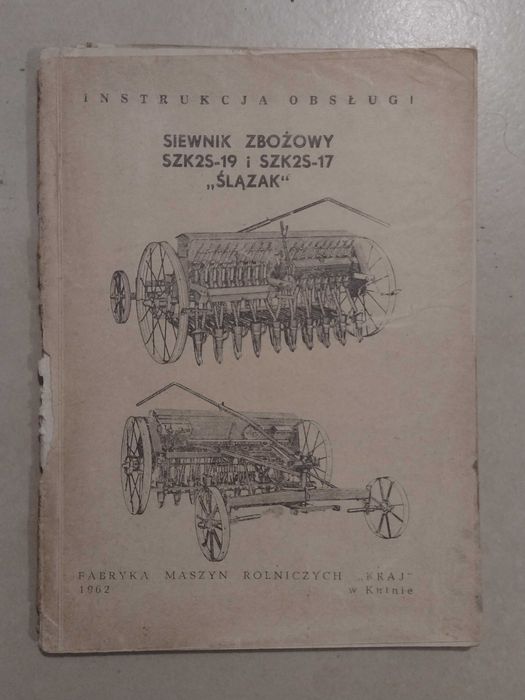 INSTRUKCJA OBSŁUGI
SIEWNIK ZBOŻOWY
SZK2S-19 i SZK2S-17
„ŚLĄZAK“
FABRYKA MASZYN ROLNICZYCH „KRAJ“
1962 w Kutnie